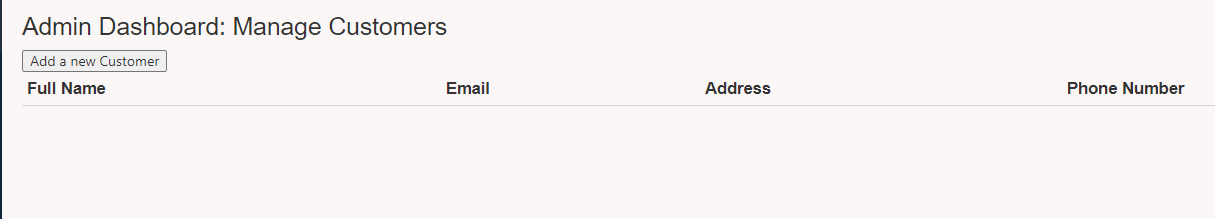 Admin Dashboard: Manage Customers
Add a new Customer
Full Name Email Address Phone Number